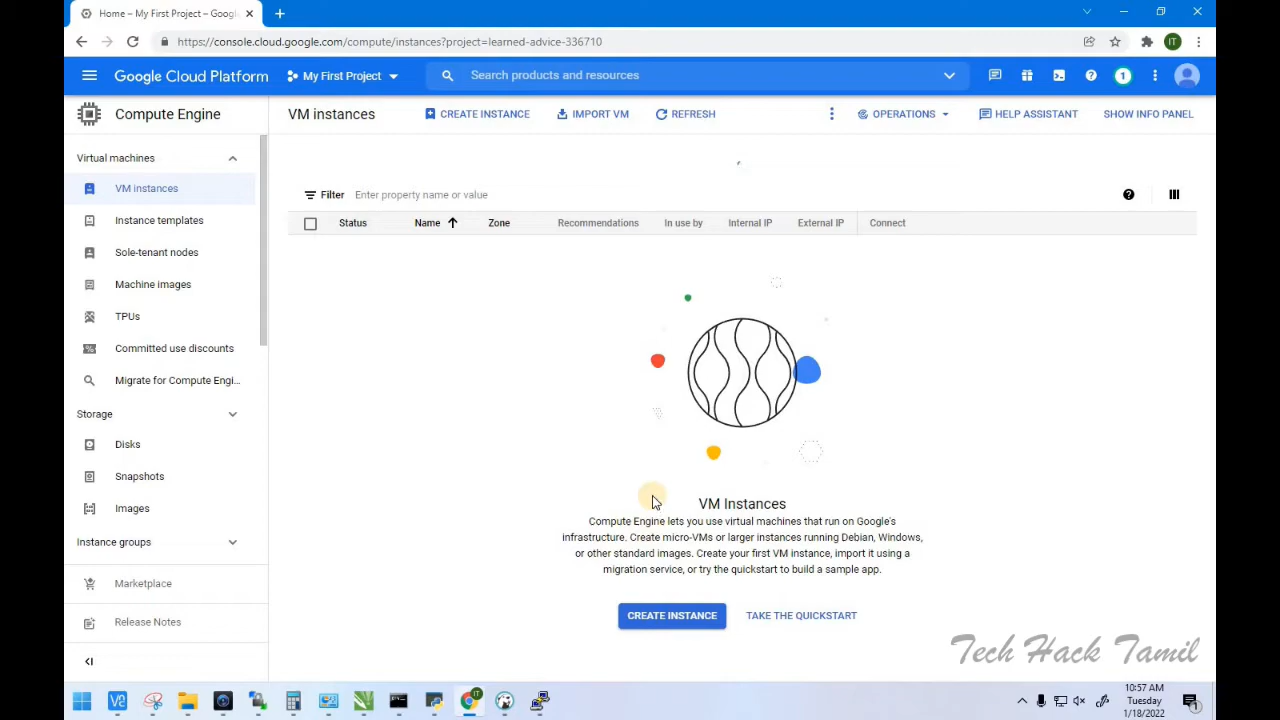 Home – My First Project – Googl
https://console.cloud.google.com/compute/instances?project=learned-advice-336710
IT
Google Cloud Platform
My First Project
Search products and resources
1
Compute Engine
VM instances
CREATE INSTANCE
IMPORT VM
REFRESH
OPERATIONS
HELP ASSISTANT
SHOW INFO PANEL
Virtual machines
VM instances
Instance templates
Sole-tenant nodes
Machine images
TPUs
Committed use discounts
Migrate for Compute Engi...
Storage
Disks
Snapshots
Images
Instance groups
Marketplace
Release Notes
Filter
Enter property name or value
Status
Name
Zone
Recommendations
In use by
Internal IP
External IP
Connect
VM Instances
Compute Engine lets you use virtual machines that run on Google's
infrastructure. Create micro-VMs or larger instances running Debian, Windows,
or other standard images. Create your first VM instance, import it using a
migration service, or try the quickstart to build a sample app.
CREATE INSTANCE
TAKE THE QUICKSTART
Tech Hack Tamil
IT
10:57 AM
Tuesday
1/18/2022
1